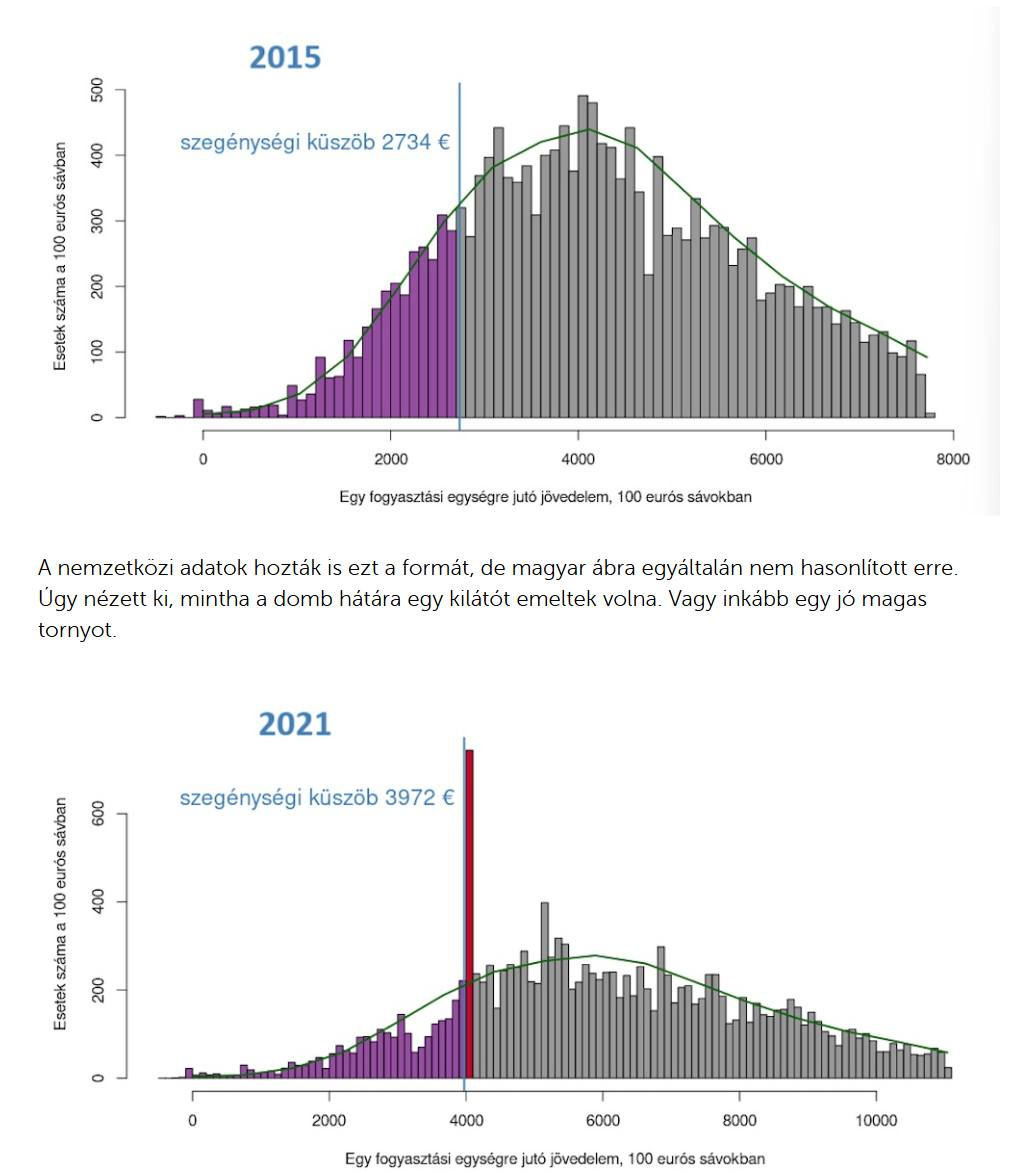 2015
szegénységi küszöb 2734 €
Esetek száma a 100 eurós sávban
0
100
200
300
400
500
0 2000 4000 6000 8000
Egy fogyasztási egységre jutó jövedelem, 100 eurós sávokban
A nemzetközi adatok hozták is ezt a formát, de magyar ábra egyáltalán nem hasonlított erre.
Úgy nézett ki, mintha a domb hátára egy kilátót emeltek volna. Vagy inkább egy jó magas
tornyot.
2021
szegénységi küszöb 3972 €
Esetek száma a 100 eurós sávban
0
200
400
600
0 2000 4000 6000 8000 10000
Egy fogyasztási egységre jutó jövedelem, 100 eurós sávokban